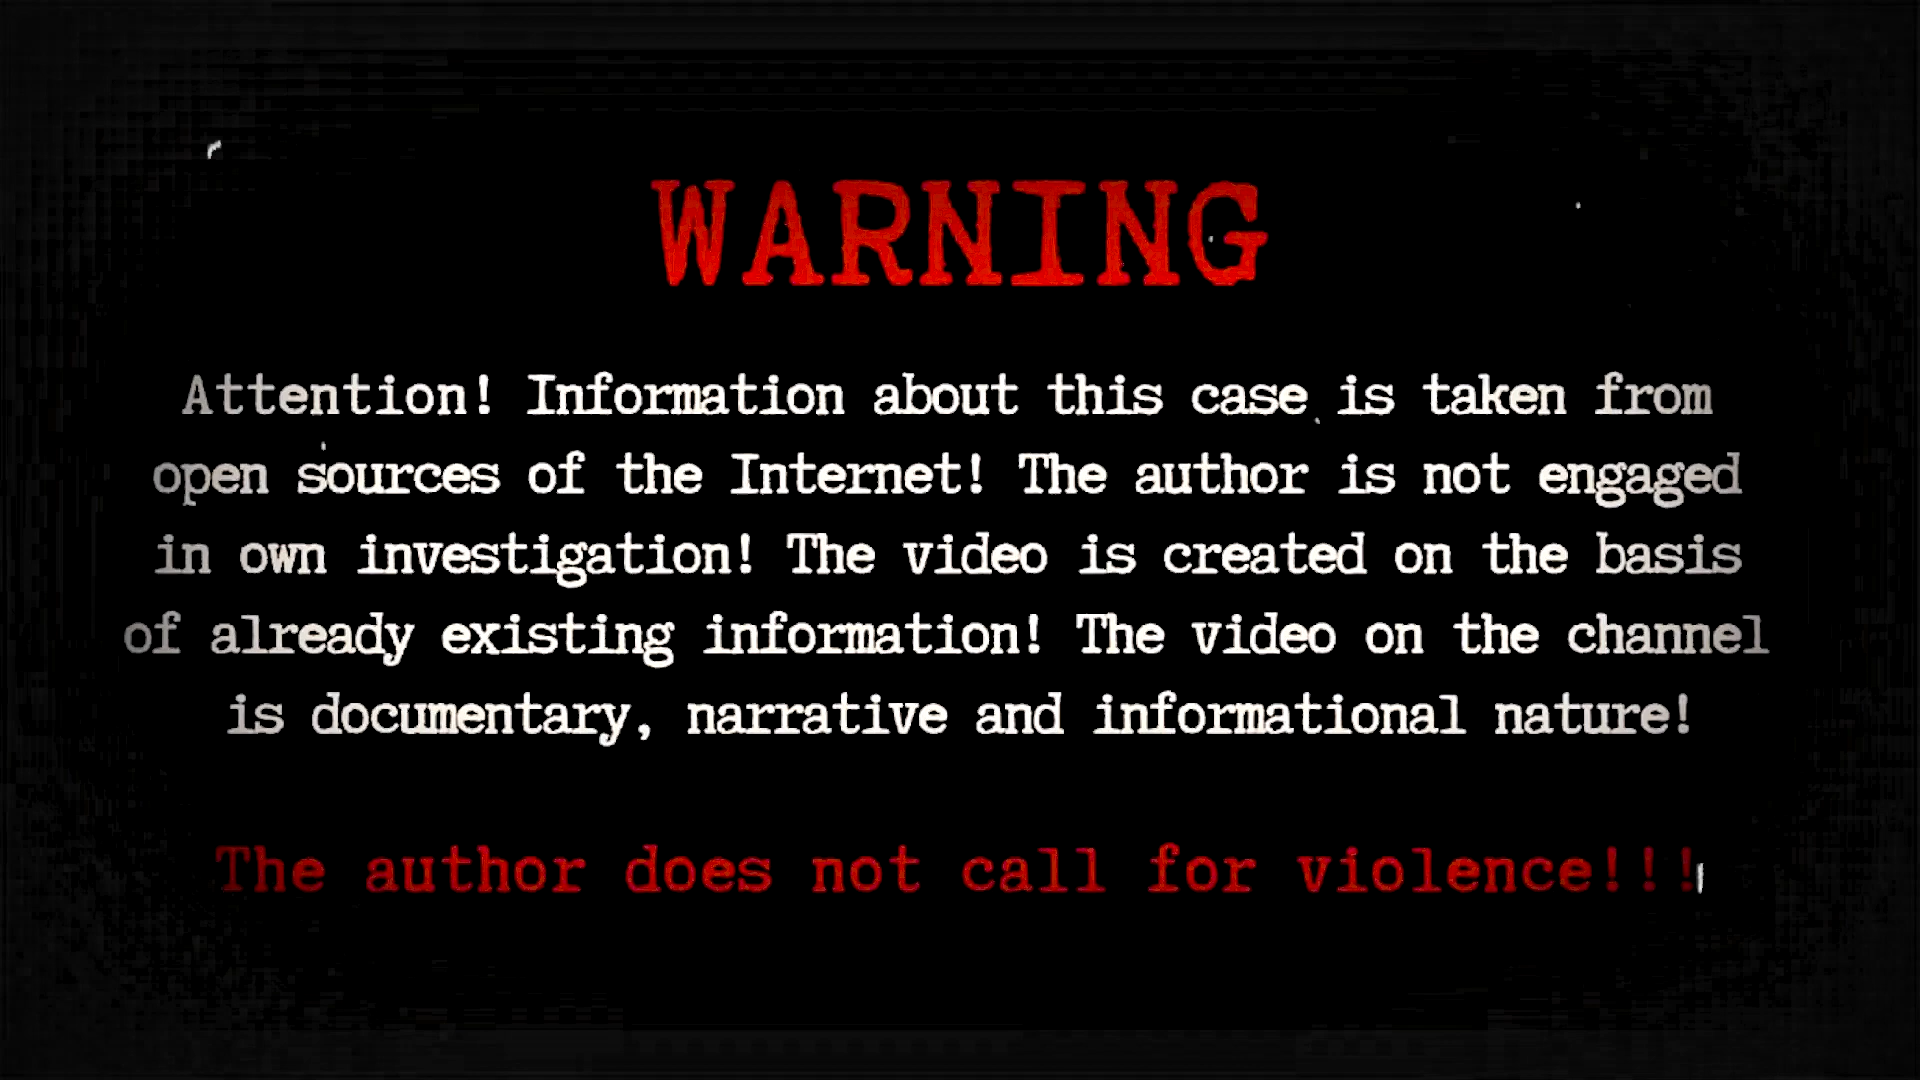 WARNING
Attention! Information about this case is taken from
open sources of the Internet! The author is not engaged
in own investigation! The video is created on the basis
of already existing information! The video on the channel
is documentary, narrative and informational nature!
The author does not call for violence!!!